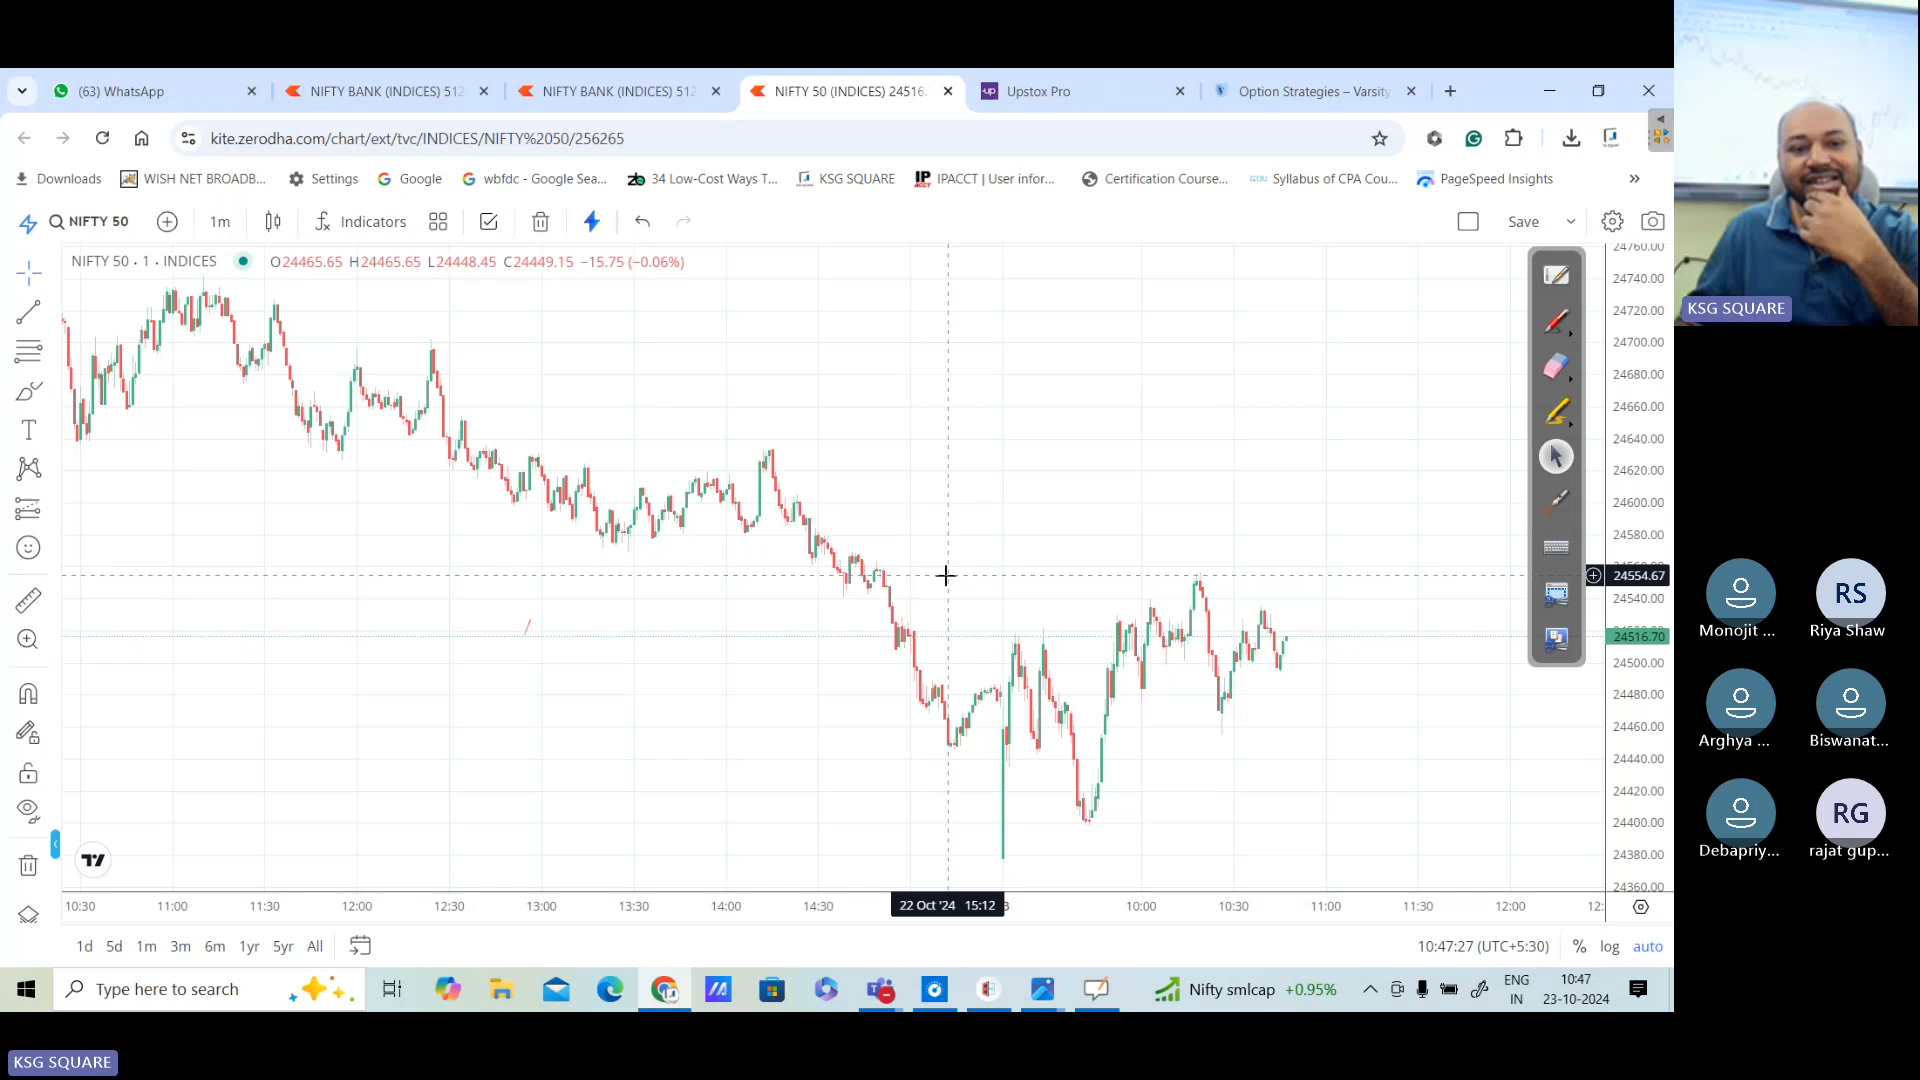 (63) WhatsApp
NIFTY BANK (INDICES) 512
NIFTY BANK (INDICES) 512
NIFTY 50 (INDICES) 24516.
up Upstox Pro
Option Strategies – Varsity
kite.zerodha.com/chart/ext/tvc/INDICES/NIFTY%2050/256265
Downloads
WISH NET BROADB...
Settings
Google
wbfdc - Google Sea...
34 Low-Cost Ways T...
KSG SQUARE
IPACCT | User infor...
Certification Course...
CDU Syllabus of CPA Cou...
PageSpeed Insights
NIFTY 50
1m
Indicators
Save
NIFTY 50 · 1 · INDICES
O24465.65 H24465.65 L24448.45 C24449.15 −15.75 (−0.06%)
24760.00
24740.00
24720.00
24700.00
24680.00
24660.00
24640.00
24620.00
24600.00
24580.00
24554.67
24540.00
24516.70
24500.00
24480.00
24460.00
24440.00
24420.00
24400.00
24380.00
24360.00
10:30 11:00 11:30 12:00 12:30 13:00 13:30 14:00 14:30 22 Oct '24 15:12 10:00 10:30 11:00 11:30 12:00 12:
1d 5d 1m 3m 6m 1yr 5yr All
10:47:27 (UTC+5:30) % log auto
Type here to search
Nifty smlcap +0.95%
ENG
IN
10:47
23-10-2024
KSG SQUARE
Monojit ...
RS
Riya Shaw
Arghya ...
Biswanat...
Debapriy...
RG
rajat gup...
KSG SQUARE